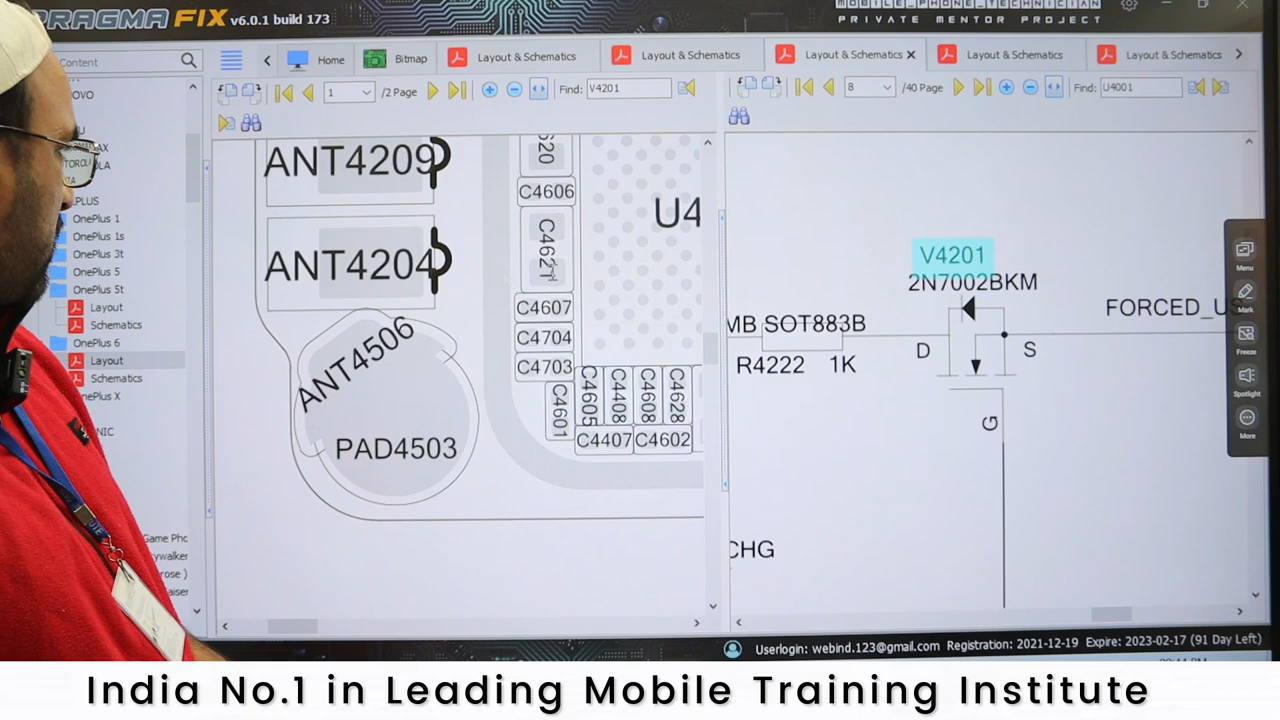 PRAGMA FIX v6.0.1 build 173
MOBILE_PHONE_TECHNICIAN
PRIVATE MENTOR PROJECT
Content
Home
Bitmap
Layout & Schematics
Layout & Schematics
Layout & Schematics
Layout & Schematics
Layout & Schematics
1
/2 Page
Find:
V4201
8
/40 Page
Find:
U4001
OnePlus 1
OnePlus 1s
OnePlus 3t
OnePlus 5
OnePlus 5t
Layout
Schematics
OnePlus 6
Layout
Schematics
ANT4209
ANT4204
ANT4506
PAD4503
620
C4606
C4621
C4607
C4704
C4703
C4601
C4605
C4408
C4608
C4628
C4407
C4602
U4
V4201
2N7002BKM
MB SOT883B
R4222 1K
D
S
G
FORCED_US
CHG
Menu
Mark
Freeze
Spotlight
More
Userlogin: webind.123@gmail.com Registration: 2021-12-19 Expire: 2023-02-17 (91 Day Left)
India No.1 in Leading Mobile Training Institute